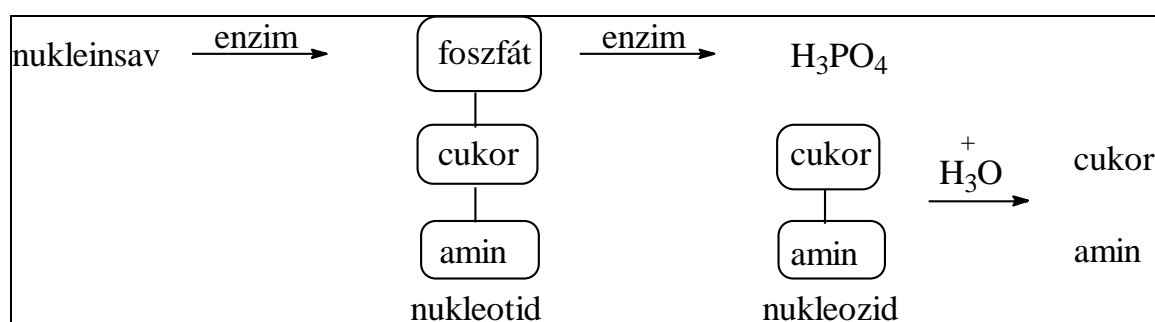 nukleinsav enzim foszfát enzim H₃PO₄
cukor cukor H₃O⁺ cukor
amin amin amin
nukleotid nukleozid